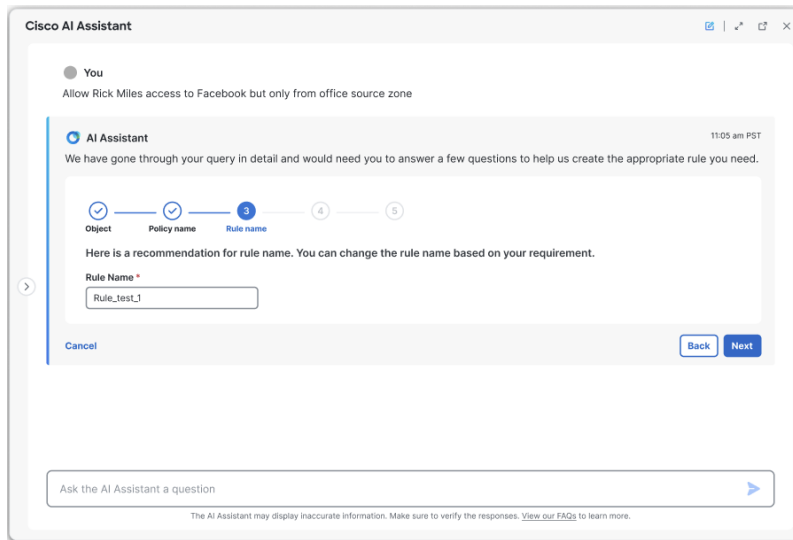 Cisco AI Assistant
You
Allow Rick Miles access to Facebook but only from office source zone
AI Assistant
11:05 am PST
We have gone through your query in detail and would need you to answer a few questions to help us create the appropriate rule you need.
3
4
5
Object
Policy name
Rule name
Here is a recommendation for rule name. You can change the rule name based on your requirement.
Rule Name *
Rule_test_1
Cancel
Back
Next
Ask the AI Assistant a question
The AI Assistant may display inaccurate information. Make sure to verify the responses. View our FAQs to learn more.